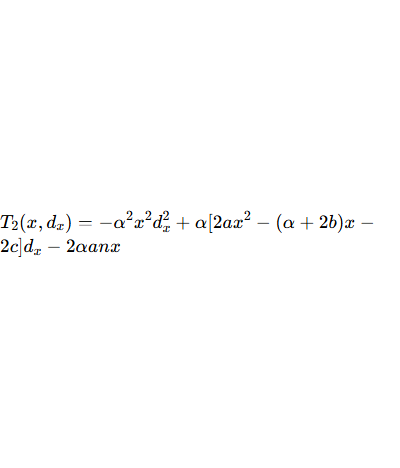 T₂(x, dₓ) = −α²x²dₓ² + α[2ax² − (α + 2b)x −
2c]dₓ − 2αanx